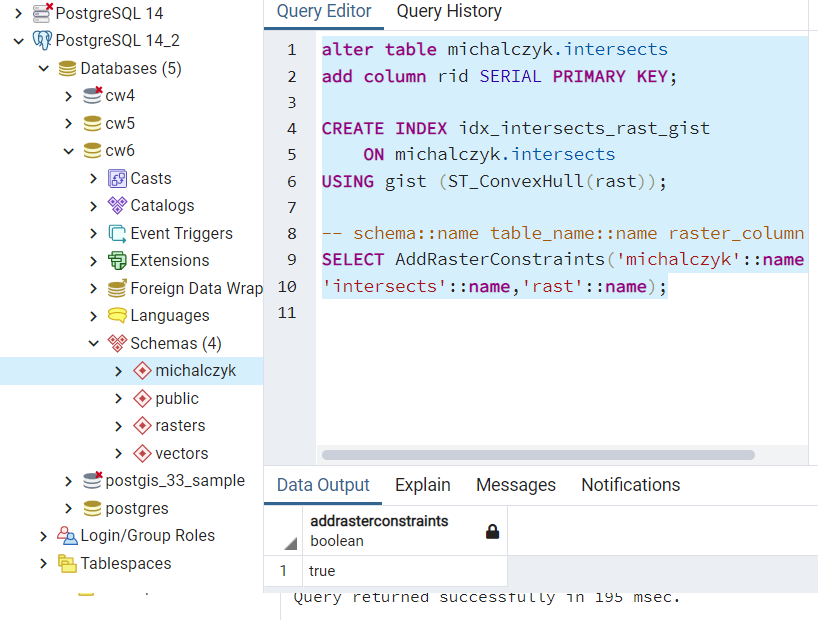 PostgreSQL 14
PostgreSQL 14_2
Databases (5)
cw4
cw5
cw6
Casts
Catalogs
Event Triggers
Extensions
Foreign Data Wrap
Languages
Schemas (4)
michalczyk
public
rasters
vectors
postgis_33_sample
postgres
Login/Group Roles
Tablespaces
Query Editor Query History
1 alter table michalczyk.intersects
2 add column rid SERIAL PRIMARY KEY;
3
4 CREATE INDEX idx_intersects_rast_gist
5 ON michalczyk.intersects
6 USING gist (ST_ConvexHull(rast));
7
8 -- schema::name table_name::name raster_column
9 SELECT AddRasterConstraints('michalczyk'::name
10 'intersects'::name,'rast'::name);
11
Data Output Explain Messages Notifications
addrasterconstraints
boolean
1 true
Query returned successfully in 195 msec.